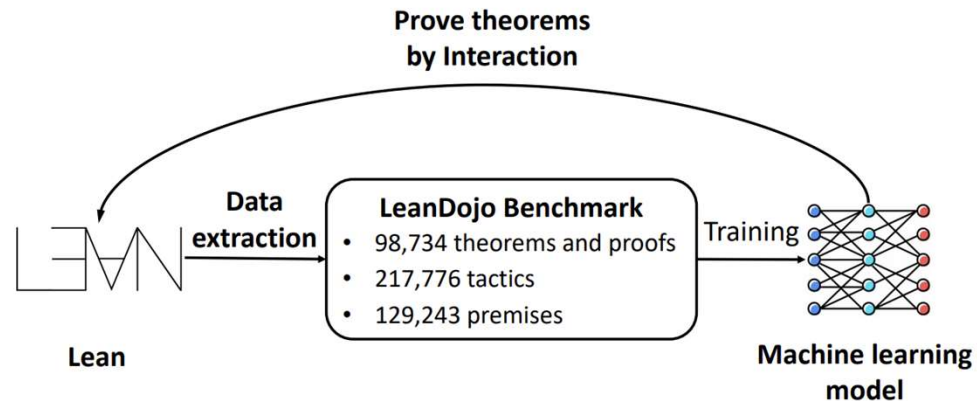 Prove theorems
by Interaction
Data
extraction
LeanDojo Benchmark
• 98,734 theorems and proofs
• 217,776 tactics
• 129,243 premises
Training
LEAN
Lean
Machine learning
model